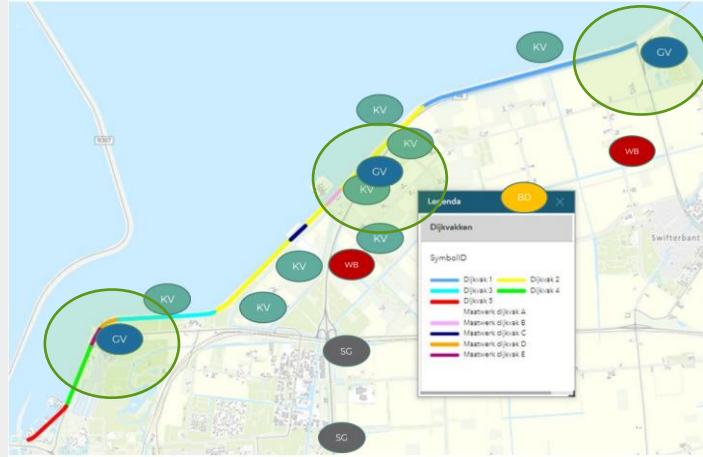 KV
GV
KV
KV
WB
GV
KV
BD
Legenda
Dijkvakken
Swifterbant
KV
SymboolID
KV
WB
Dijkvak 1
Dijkvak 2
Dijkvak 3
Dijkvak 4
Dijkvak 5
Maatwerk dijkvak A
Maatwerk dijkvak B
Maatwerk dijkvak C
Maatwerk dijkvak D
Maatwerk dijkvak E
KV
KV
GV
SG
SG